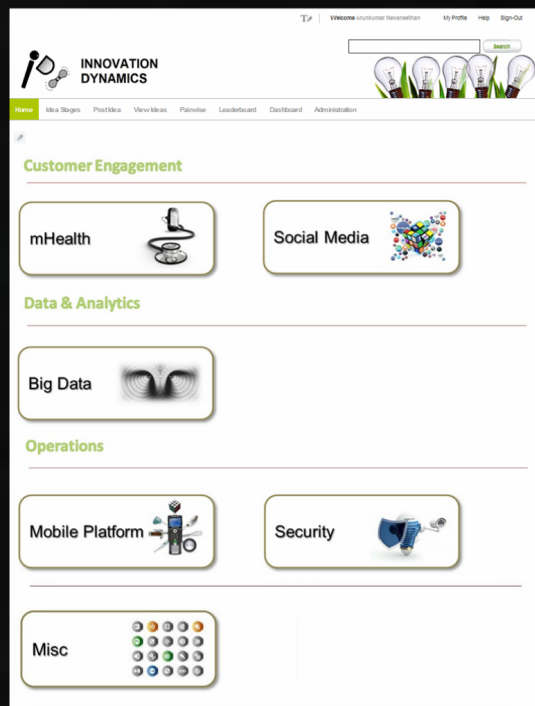 Welcome Arunkumar Navaneethan My Profile Help Sign-Out
Search
INNOVATION
DYNAMICS
Home Idea Stages Post Idea View Ideas Pairwise Leaderboard Dashboard Administration
Customer Engagement
mHealth
Social Media
Data & Analytics
Big Data
Operations
Mobile Platform
Security
Misc